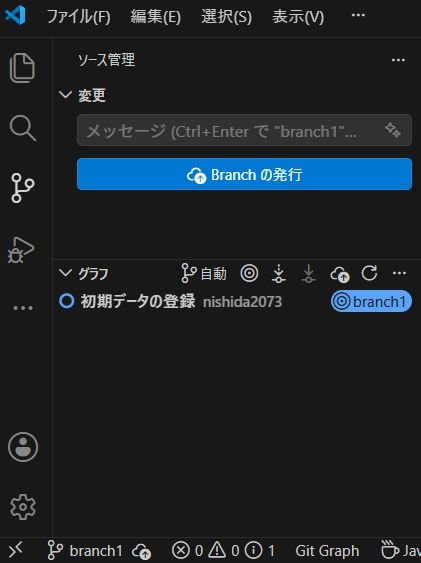 ファイル(F) 編集(E) 選択(S) 表示(V) …
ソース管理 …
変更
メッセージ (Ctrl+Enter で "branch1"...
Branch の発行
グラフ 自動 …
初期データの登録 nishida2073 branch1
branch1 0 0 1 Git Graph Jav